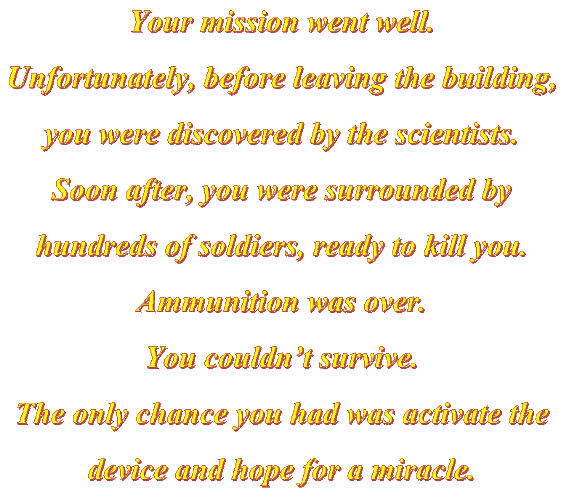 Your mission went well.
Unfortunately, before leaving the building,
you were discovered by the scientists.
Soon after, you were surrounded by
hundreds of soldiers, ready to kill you.
Ammunition was over.
You couldn’t survive.
The only chance you had was activate the
device and hope for a miracle.